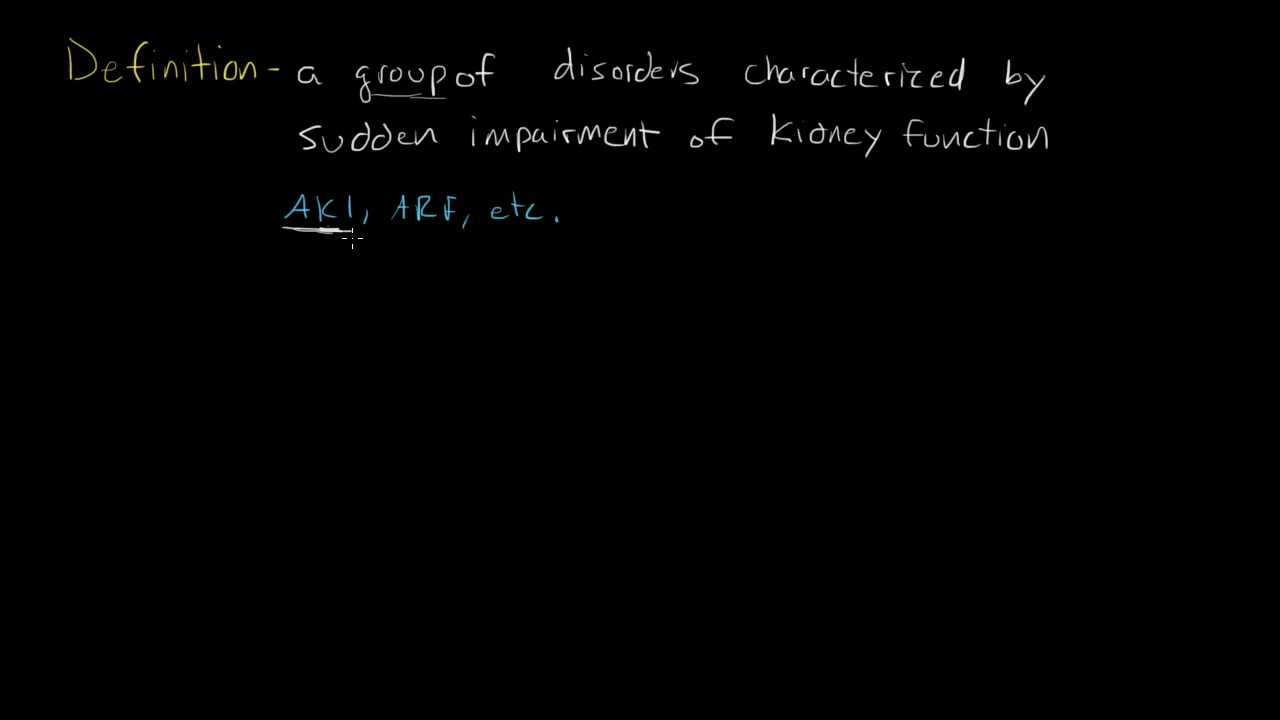 Definition - a group of disorders characterized by
sudden impairment of kidney function
AKI, ARF, etc.